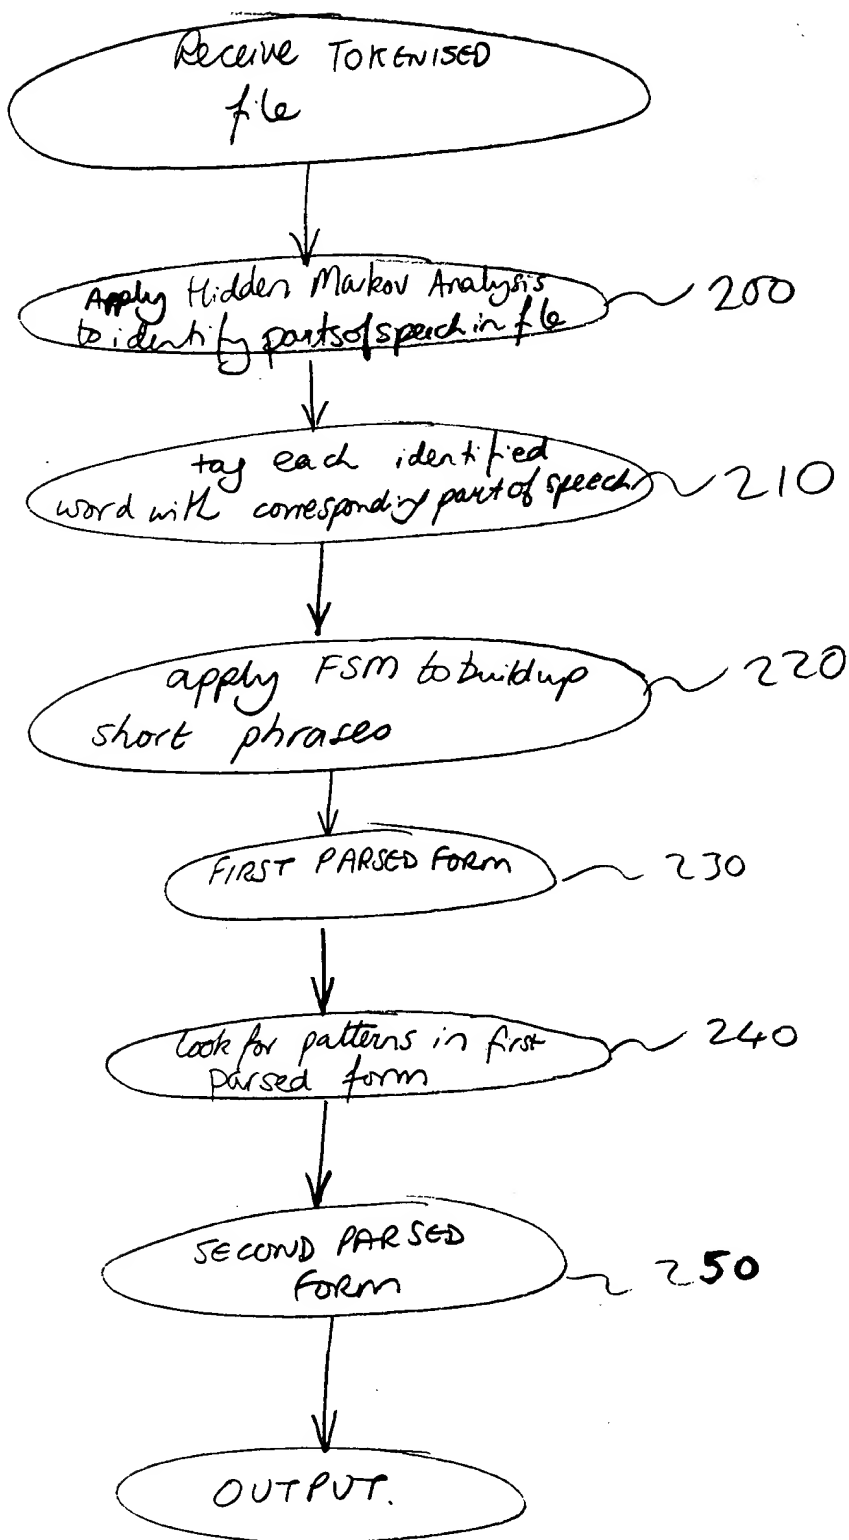 Receive TOKENISED
file
Apply Hidden Markov Analysis
to identify parts of speech in file
200
tag each identified
word with corresponding part of speech
210
apply FSM to build up
short phrases
220
FIRST PARSED FORM
230
look for patterns in first
parsed form
240
SECOND PARSED
FORM
250
OUTPUT.